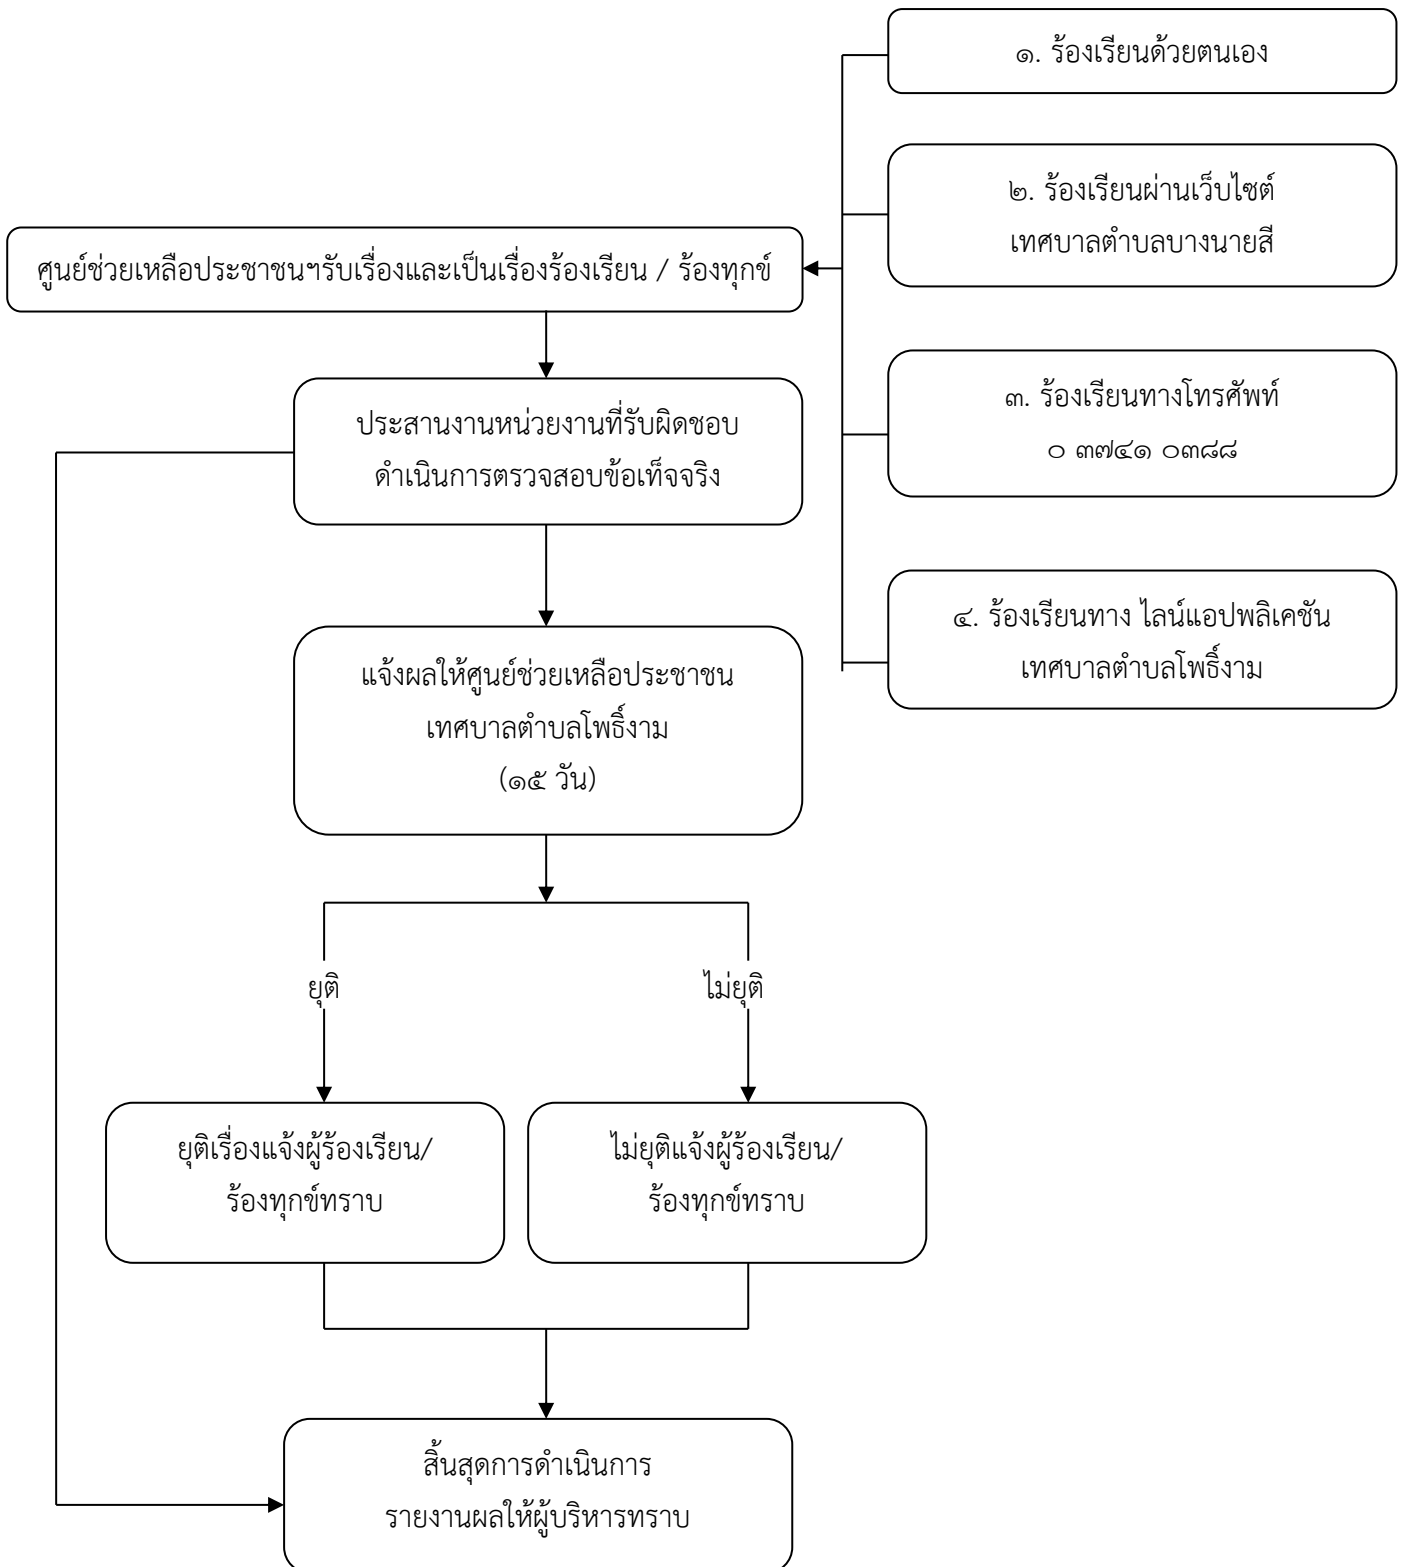 ๑. ร้องเรียนด้วยตนเอง
๒. ร้องเรียนผ่านเว็บไซต์
เทศบาลตำบลบางนายสี
ศูนย์ช่วยเหลือประชาชนฯรับเรื่องและเป็นเรื่องร้องเรียน / ร้องทุกข์
๓. ร้องเรียนทางโทรศัพท์
๐ ๓๗๔๑ ๐๓๘๘
ประสานงานหน่วยงานที่รับผิดชอบ
ดำเนินการตรวจสอบข้อเท็จจริง
๔. ร้องเรียนทาง ไลน์แอปพลิเคชัน
เทศบาลตำบลโพธิ์งาม
แจ้งผลให้ศูนย์ช่วยเหลือประชาชน
เทศบาลตำบลโพธิ์งาม
(๑๕ วัน)
ยุติ
ไม่ยุติ
ยุติเรื่องแจ้งผู้ร้องเรียน/
ร้องทุกข์ทราบ
ไม่ยุติแจ้งผู้ร้องเรียน/
ร้องทุกข์ทราบ
สิ้นสุดการดำเนินการ
รายงานผลให้ผู้บริหารทราบ